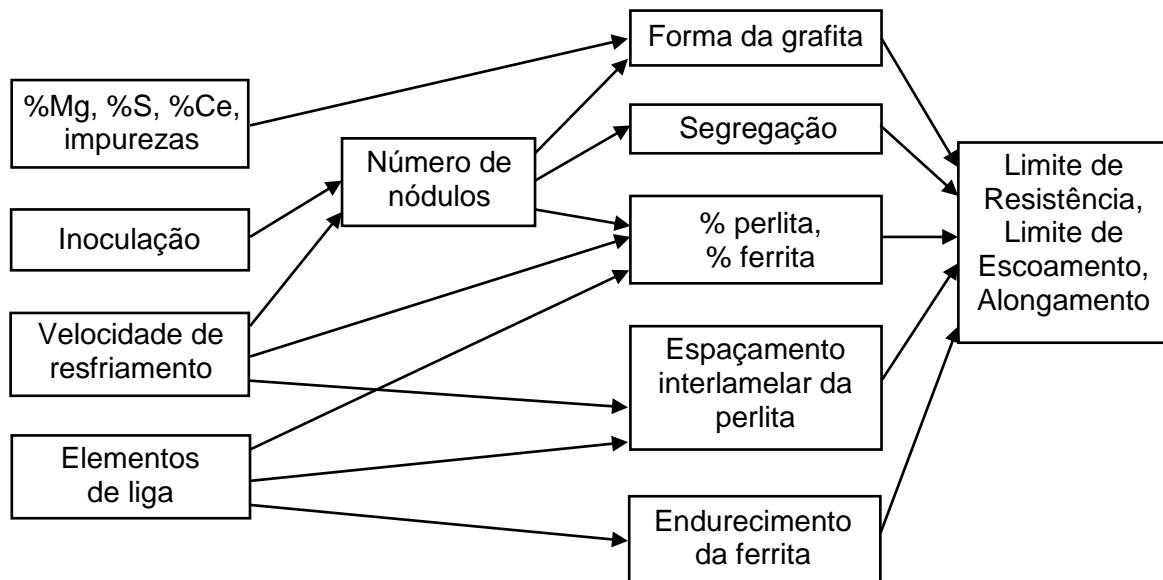 %Mg, %S, %Ce,
impurezas
Inoculação
Velocidade de
resfriamento
Elementos
de liga
Número de
nódulos
Forma da grafita
Segregação
% perlita,
% ferrita
Espaçamento
interlamelar da
perlita
Endurecimento
da ferrita
Limite de
Resistência,
Limite de
Escoamento,
Alongamento